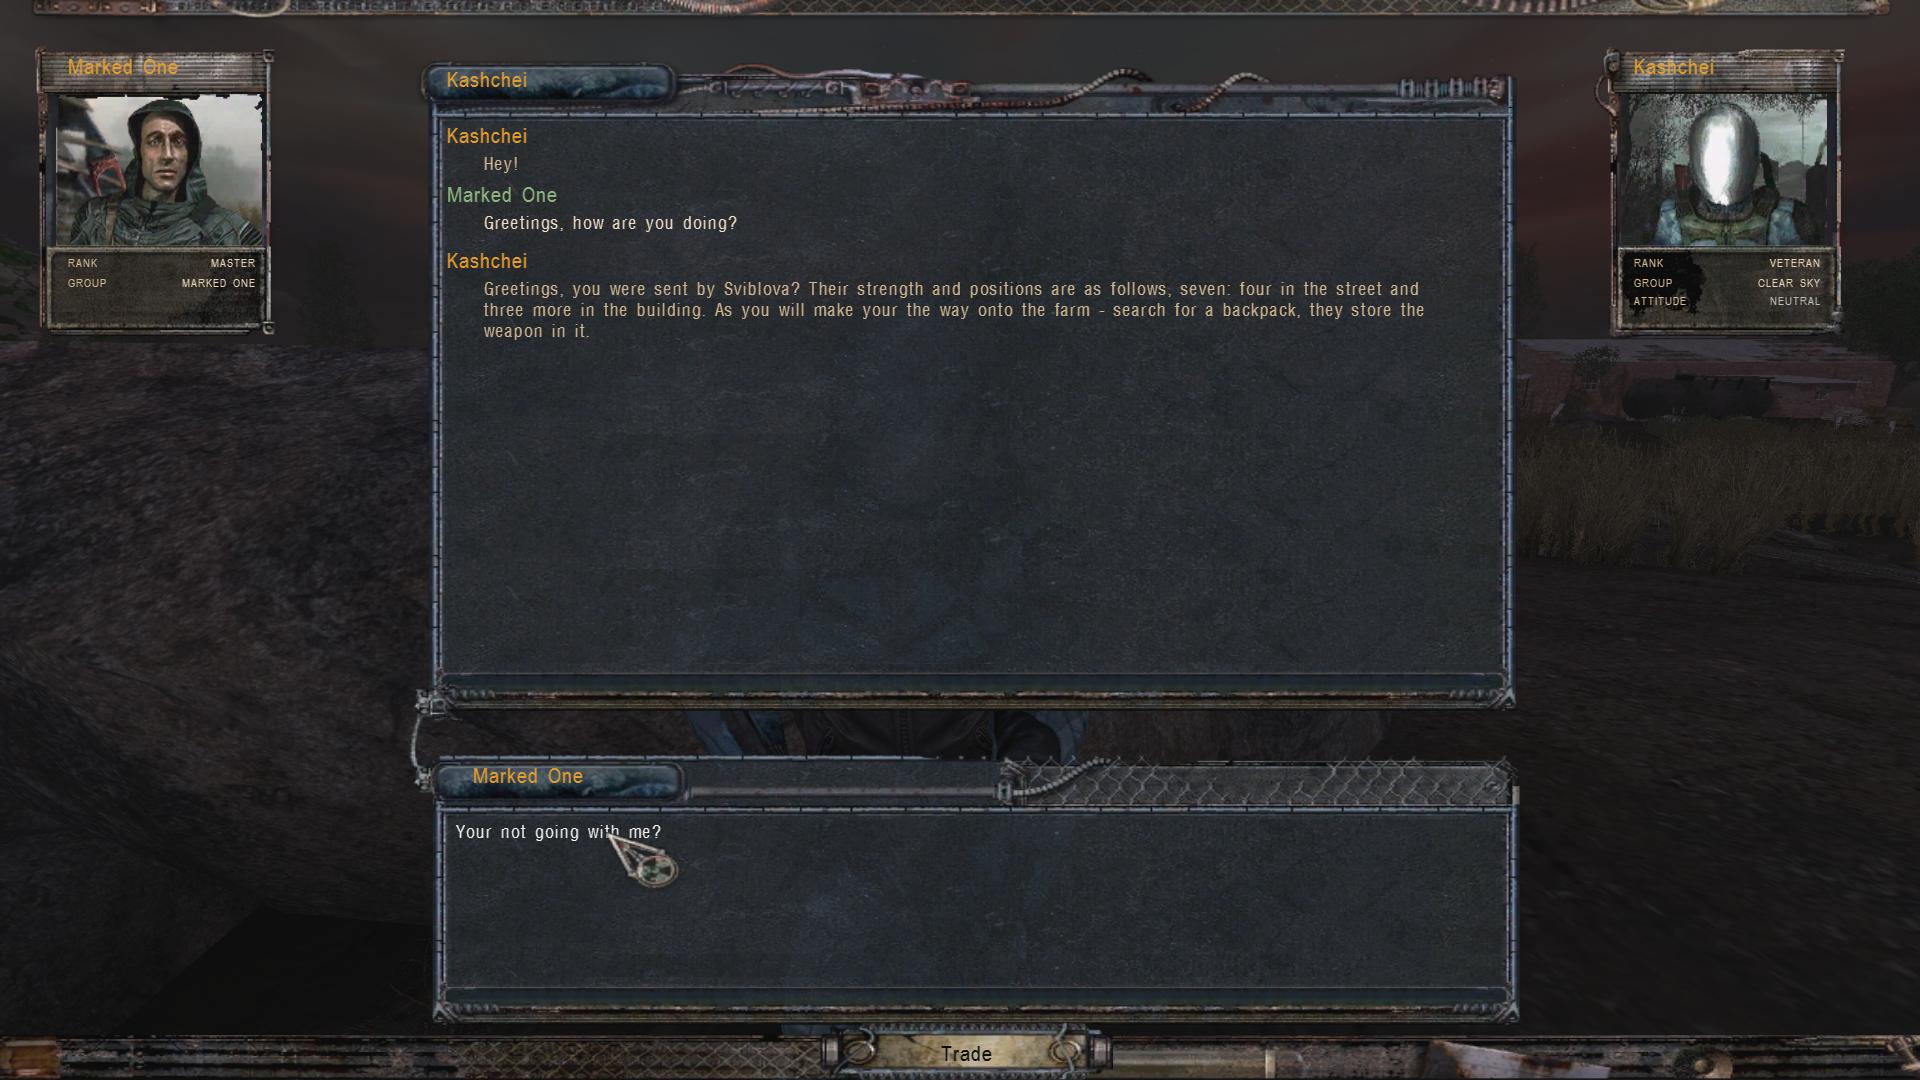 Marked One
RANK MASTER
GROUP MARKED ONE
Kashchei
Kashchei
Hey!
Marked One
Greetings, how are you doing?
Kashchei
Greetings, you were sent by Sviblova? Their strength and positions are as follows, seven: four in the street and
three more in the building. As you will make your the way onto the farm - search for a backpack, they store the
weapon in it.
Kashchei
RANK VETERAN
GROUP CLEAR SKY
ATTITUDE NEUTRAL
Marked One
Your not going with me?
Trade